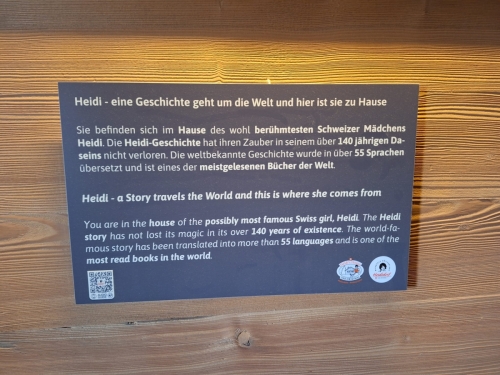 Heidi - eine Geschichte geht um die Welt und hier ist sie zu Hause
Sie befinden sich im Hause des wohl berühmtesten Schweizer Mädchens
Heidi. Die Heidi-Geschichte hat ihren Zauber in seinem über 140 jährigen Da-
seins nicht verloren. Die weltbekannte Geschichte wurde in über 55 Sprachen
übersetzt und ist eines der meistgelesenen Bücher der Welt.
Heidi - a Story travels the World and this is where she comes from
You are in the house of the possibly most famous Swiss girl, Heidi. The Heidi
story has not lost its magic in its over 140 years of existence. The world-fa-
mous story has been translated into more than 55 languages and is one of the
most read books in the world.